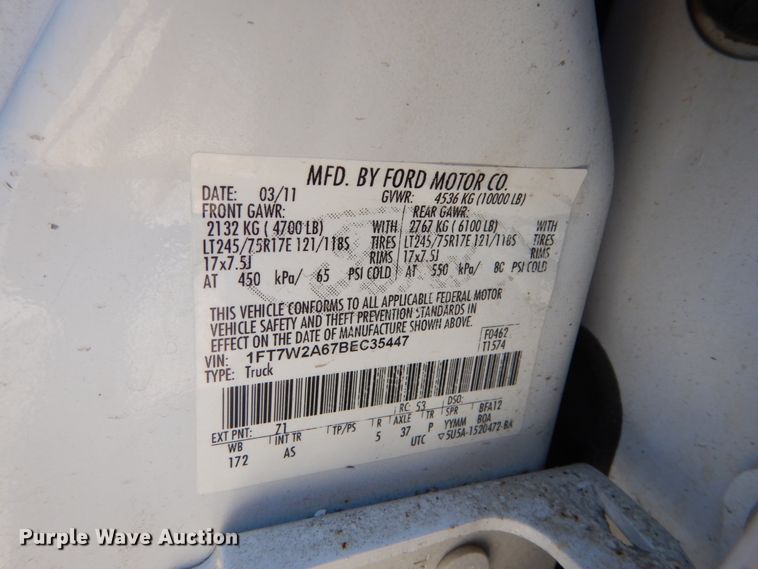 MFD. BY FORD MOTOR CO.
DATE: 03/11 GVWR: 4536 KG (10000 LB)
FRONT GAWR: REAR GAWR:
2132 KG ( 4700 LB) WITH 2767 KG ( 6100 LB) WITH
LT245/75R17E 121/118S TIRES LT245/75R17E 121/118S TIRES
17x7.5J RIMS 17x7.5J RIMS
AT 450 kPa/ 65 PSI COLD AT 550 kPa/ 80 PSI COLD
THIS VEHICLE CONFORMS TO ALL APPLICABLE FEDERAL MOTOR
VEHICLE SAFETY AND THEFT PREVENTION STANDARDS IN
EFFECT ON THE DATE OF MANUFACTURE SHOWN ABOVE.
VIN: 1FT7W2A67BEC35447 F0462
TYPE: Truck T1574
EXT PNT: 71 RC: 53 DSO:
WB INT TR TP/PS R AXLE TR SPR BFA12
172 AS 5 37 P YYMM BOA
UTC ▽5U5A-1520472-BA
Purple Wave Auction